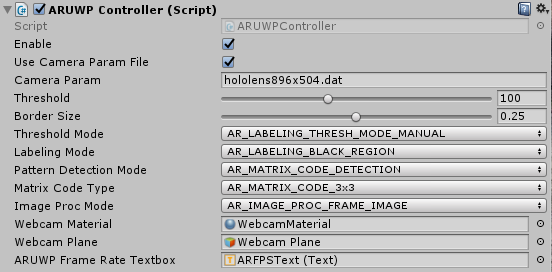 ARUWP Controller (Script)
Script ARUWPController
Enable
Use Camera Param File
Camera Param hololens896x504.dat
Threshold 100
Border Size 0.25
Threshold Mode AR_LABELING_THRESH_MODE_MANUAL
Labeling Mode AR_LABELING_BLACK_REGION
Pattern Detection Mode AR_MATRIX_CODE_DETECTION
Matrix Code Type AR_MATRIX_CODE_3x3
Image Proc Mode AR_IMAGE_PROC_FRAME_IMAGE
Webcam Material WebcamMaterial
Webcam Plane Webcam Plane
ARUWP Frame Rate Textbox ARFPSText (Text)